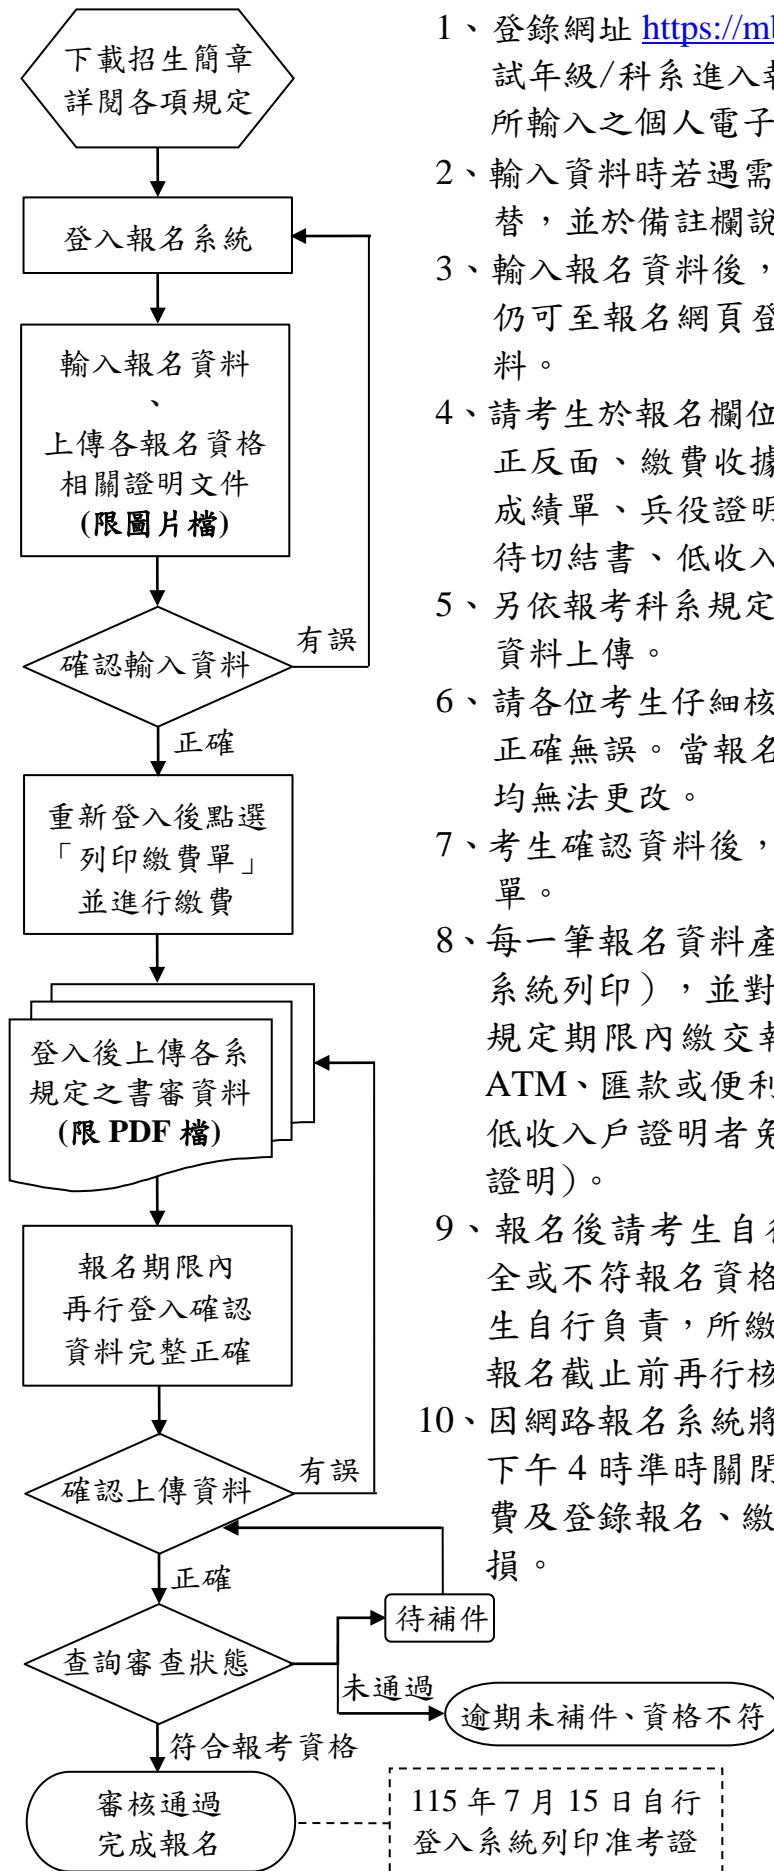 下載招生簡章
詳閱各項規定
登入報名系統
輸入報名資料
、
上傳各報名資格
相關證明文件
(限圖片檔)
確認輸入資料
有誤
正確
重新登入後點選
「列印繳費單」
並進行繳費
登入後上傳各系
規定之書審資料
(限 PDF 檔)
報名期限內
再行登入確認
資料完整正確
確認上傳資料
有誤
正確
查詢審查狀態
待補件
未通過
逾期未補件、資格不符
符合報考資格
審核通過
完成報名
115 年 7 月 15 日自行
登入系統列印准考證
1、登錄網址 https://mb
試年級/科系進入報
所輸入之個人電子
2、輸入資料時若遇需
替，並於備註欄說
3、輸入報名資料後，
仍可至報名網頁登
料。
4、請考生於報名欄位
正反面、繳費收據
成績單、兵役證明
待切結書、低收入
5、另依報考科系規定
資料上傳。
6、請各位考生仔細核
正確無誤。當報名
均無法更改。
7、考生確認資料後，
單。
8、每一筆報名資料產
系統列印），並對
規定期限內繳交報
ATM、匯款或便利
低收入戶證明者免
證明)。
9、報名後請考生自行
全或不符報名資格
生自行負責，所繳
報名截止前再行核
10、因網路報名系統將
下午 4 時準時關閉
費及登錄報名、繳
損。